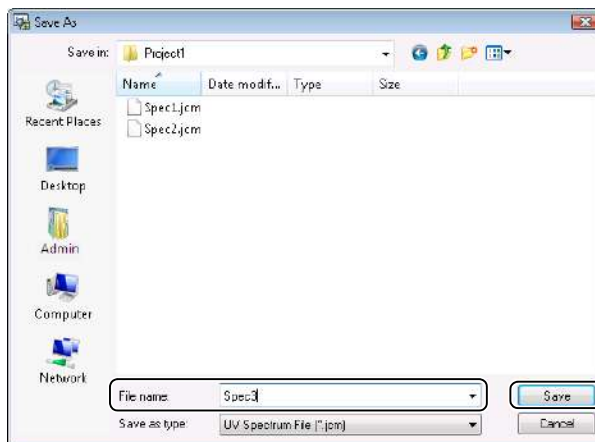 Save As
Save in: Project1
Name Date modif... Type Size
Spec1.jcm
Spec2.jcm
Recent Places
Desktop
Admin
Computer
Network
File name: Spec3 Save
Save as type: UV Spectrum File (*.jcm) Cancel